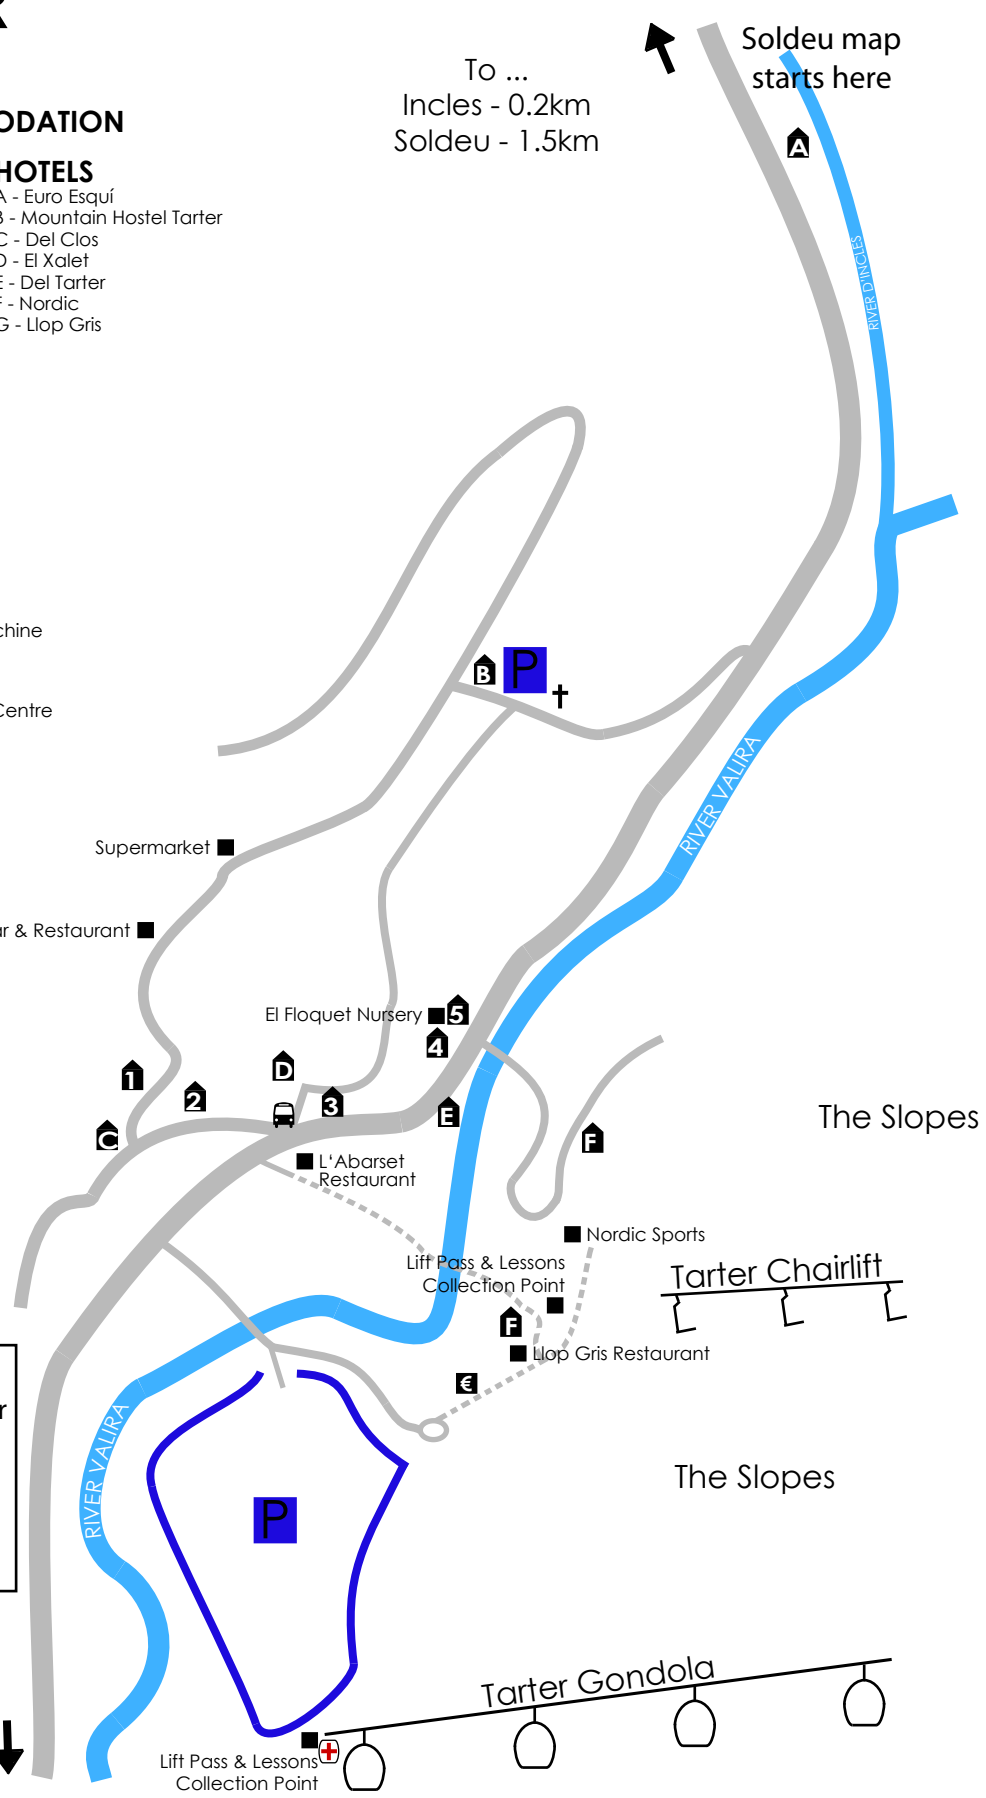 ODATION
HOTELS
A - Euro Esquí
B - Mountain Hostel Tarter
C - Del Clos
D - El Xalet
E - Del Tarter
F - Nordic
G - Llop Gris
To ...
Incles - 0.2km
Soldeu - 1.5km
Soldeu map
starts here
A
RIVER D'INCLES
chine
Centre
B
P
RIVER VALIRA
Supermarket
ar & Restaurant
El Floquet Nursery
5
4
D
1
2
3
E
C
F
The Slopes
L'Abarset
Restaurant
Nordic Sports
Lift Pass & Lessons
Collection Point
Tarter Chairlift
F
Llop Gris Restaurant
€
r
RIVER VALIRA
P
The Slopes
Tarter Gondola
Lift Pass & Lessons
Collection Point